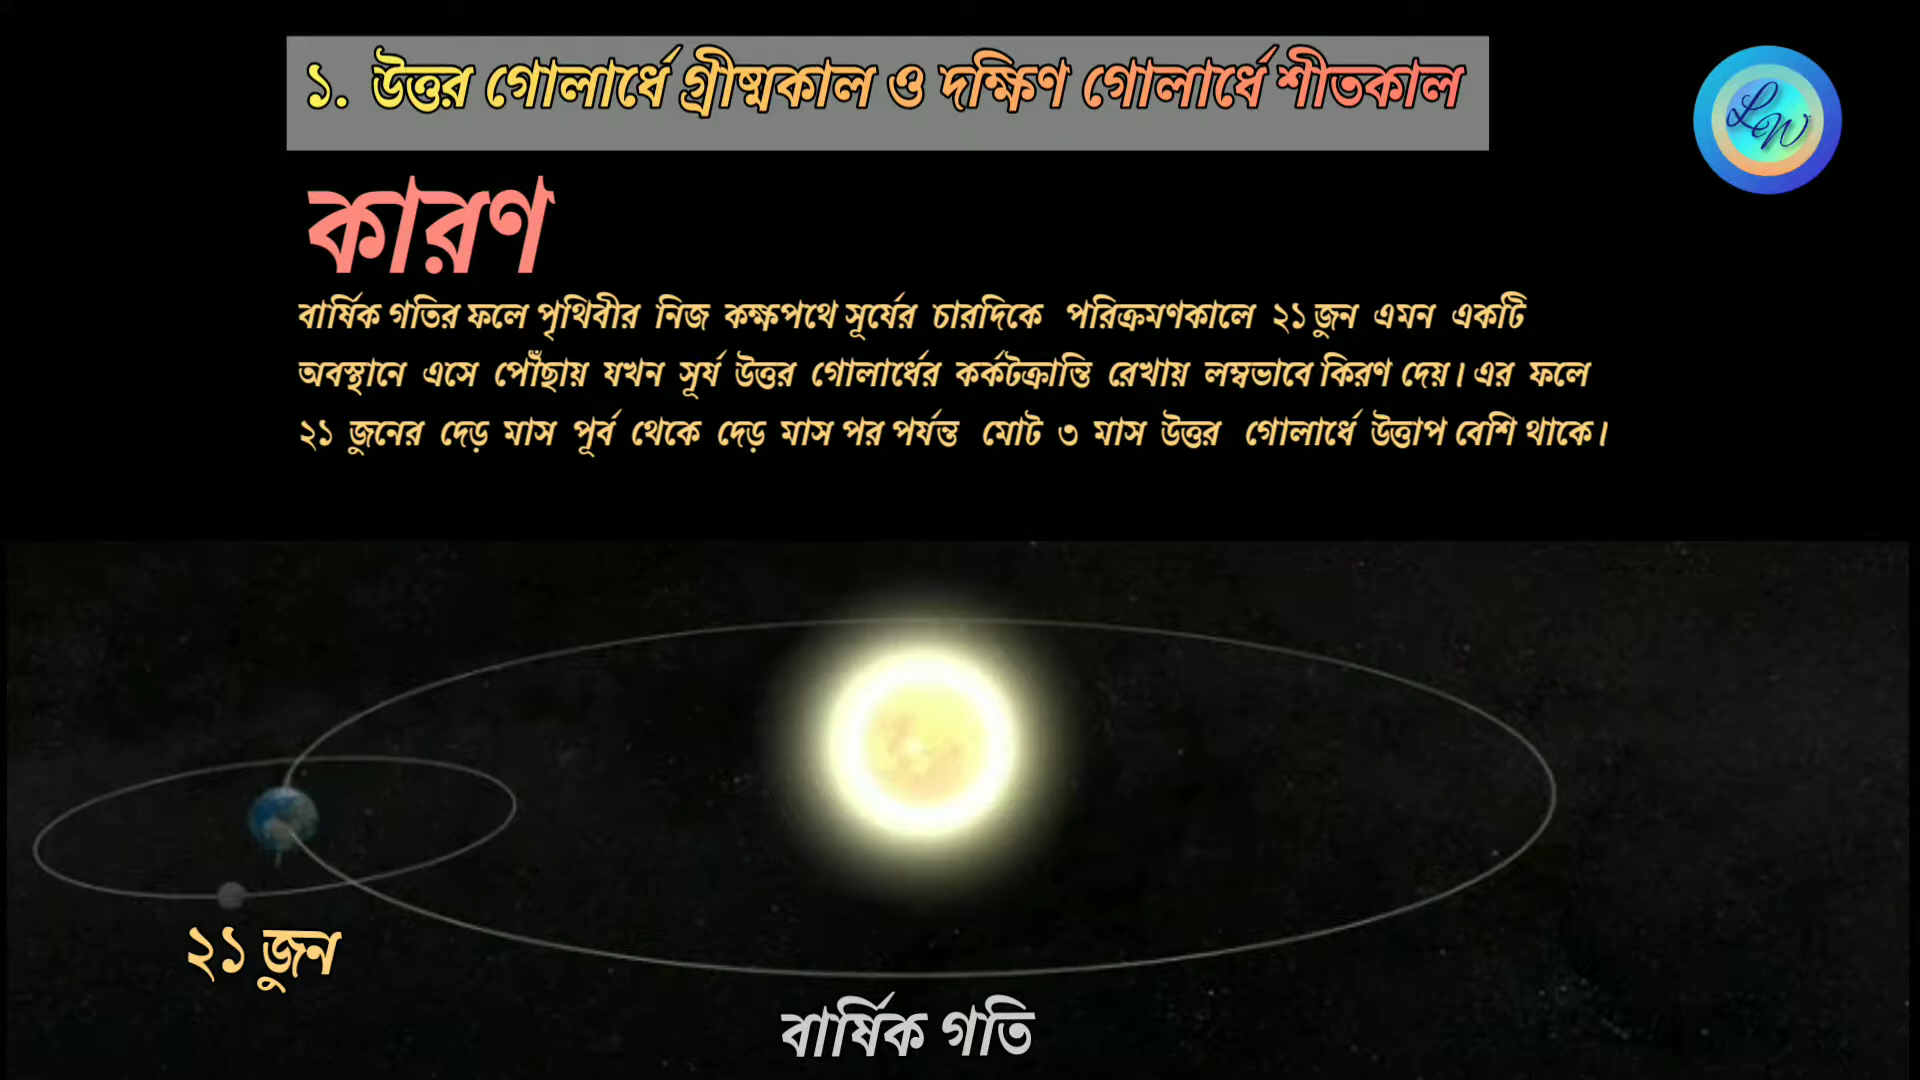 ১. উত্তর গোলার্ধে গ্রীষ্মকাল ও দক্ষিণ গোলার্ধে শীতকাল
LW
কারণ
বার্ষিক গতির ফলে পৃথিবীর নিজ কক্ষপথে সূর্যের চারদিকে পরিক্রমণকালে ২১ জুন এমন একটি
অবস্থানে এসে পৌঁছায় যখন সূর্য উত্তর গোলার্ধের কর্কটক্রান্তি রেখায় লম্বভাবে কিরণ দেয়। এর ফলে
২১ জুনের দেড় মাস পূর্ব থেকে দেড় মাস পর পর্যন্ত মোট ৩ মাস উত্তর গোলার্ধে উত্তাপ বেশি থাকে।
২১ জুন
বার্ষিক গতি